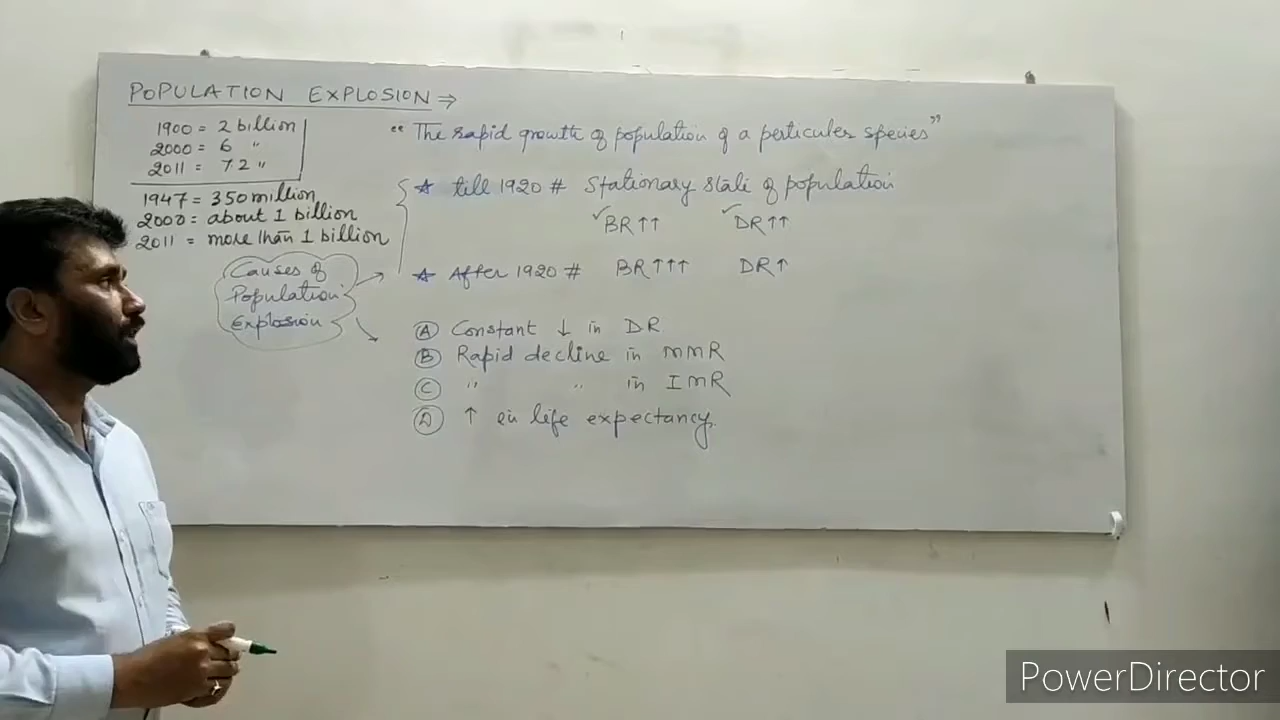 POPULATION EXPLOSION ⇒
1900 = 2 billion
2000 = 6 "
2011 = 7.2 "
1947 = 350 million
2000 = about 1 billion
2011 = more than 1 billion
Causes of
Population
Explosion
"The rapid growth of population of a perticuler species"
★ till 1920 # Stationary state of population
✓BR↑↑ ✓DR↑↑
★ After 1920 # BR↑↑↑ DR↑
Ⓐ Constant ↓ in DR
Ⓑ Rapid decline in MMR
Ⓒ " " in IMR
Ⓓ ↑ in life expectancy.
PowerDirector